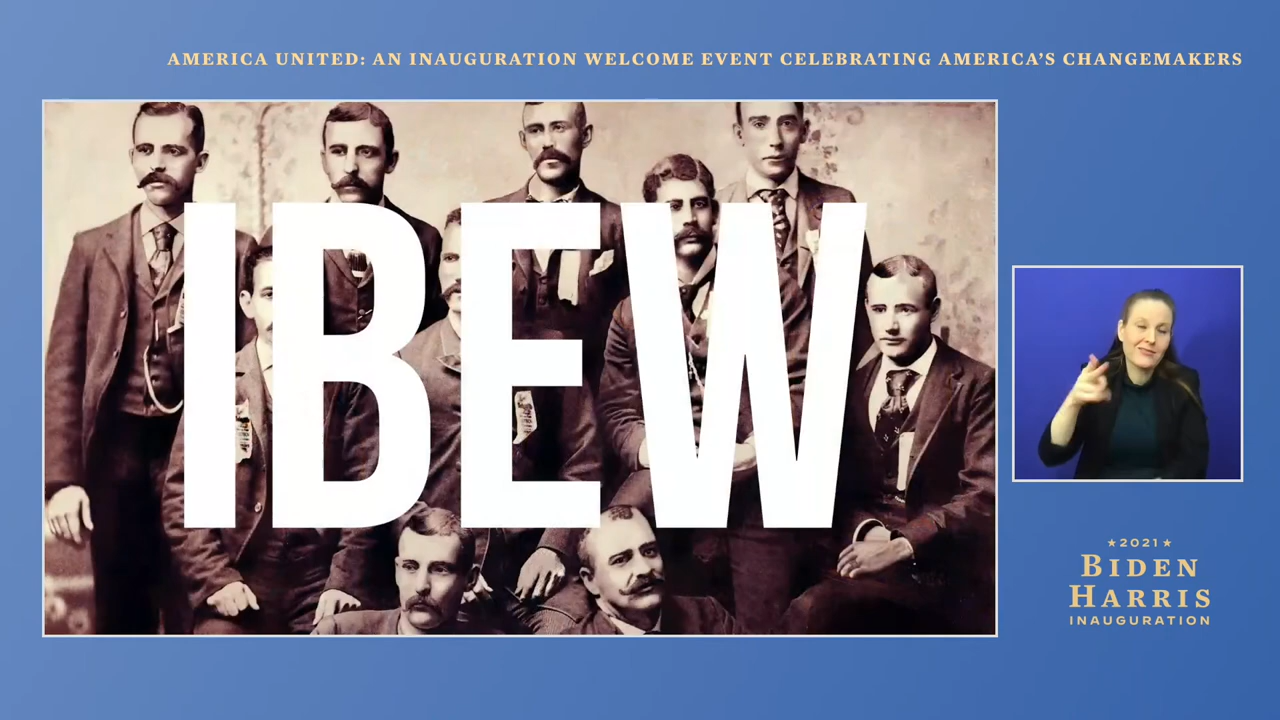 AMERICA UNITED: AN INAUGURATION WELCOME EVENT CELEBRATING AMERICA’S CHANGEMAKERS
IBEW
★2021★
BIDEN
HARRIS
INAUGURATION